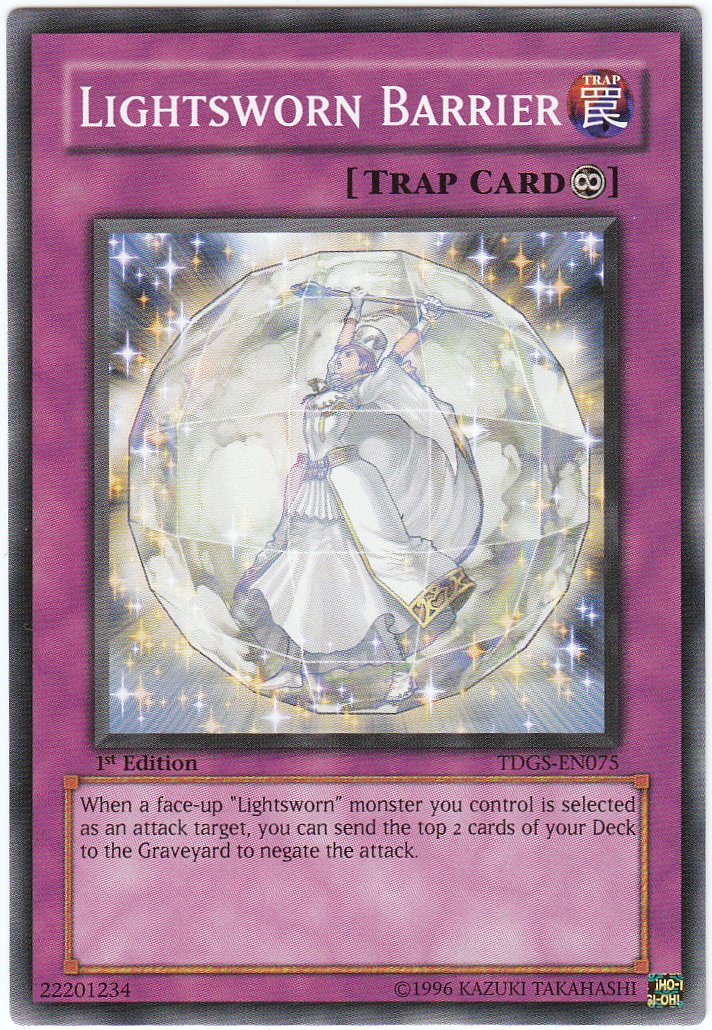 LIGHTSWORN BARRIER
TRAP
罠
[TRAP CARD∞]
1st Edition
TDGS-EN075
When a face-up "Lightsworn" monster you control is selected
as an attack target, you can send the top 2 cards of your Deck
to the Graveyard to negate the attack.
22201234
©1996 KAZUKI TAKAHASHI